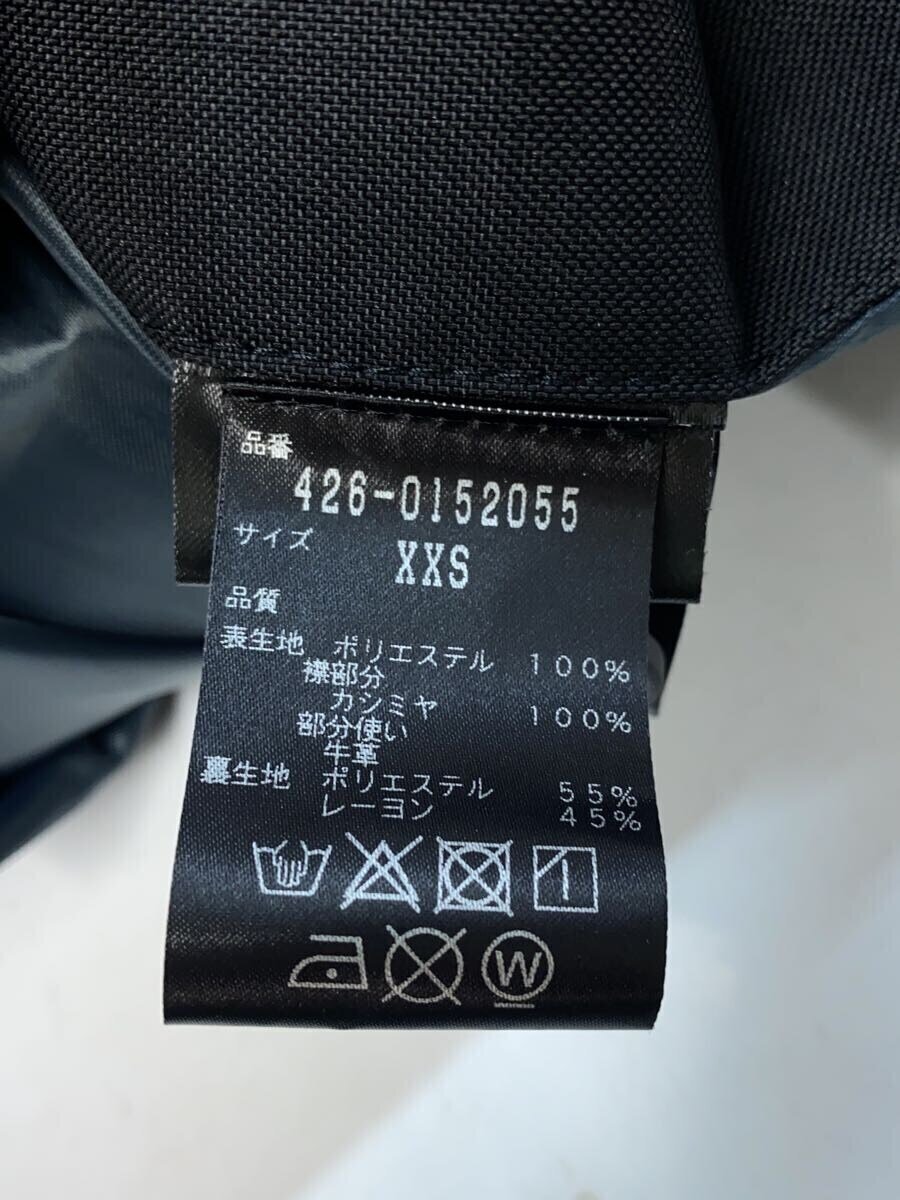 品番
426-0152055
サイズ
XXS
品質
表生地 ポリエステル 100%
襟部分
カシミヤ 100%
部分使い
牛革
裏生地 ポリエステル 55%
レーヨン 45%
W